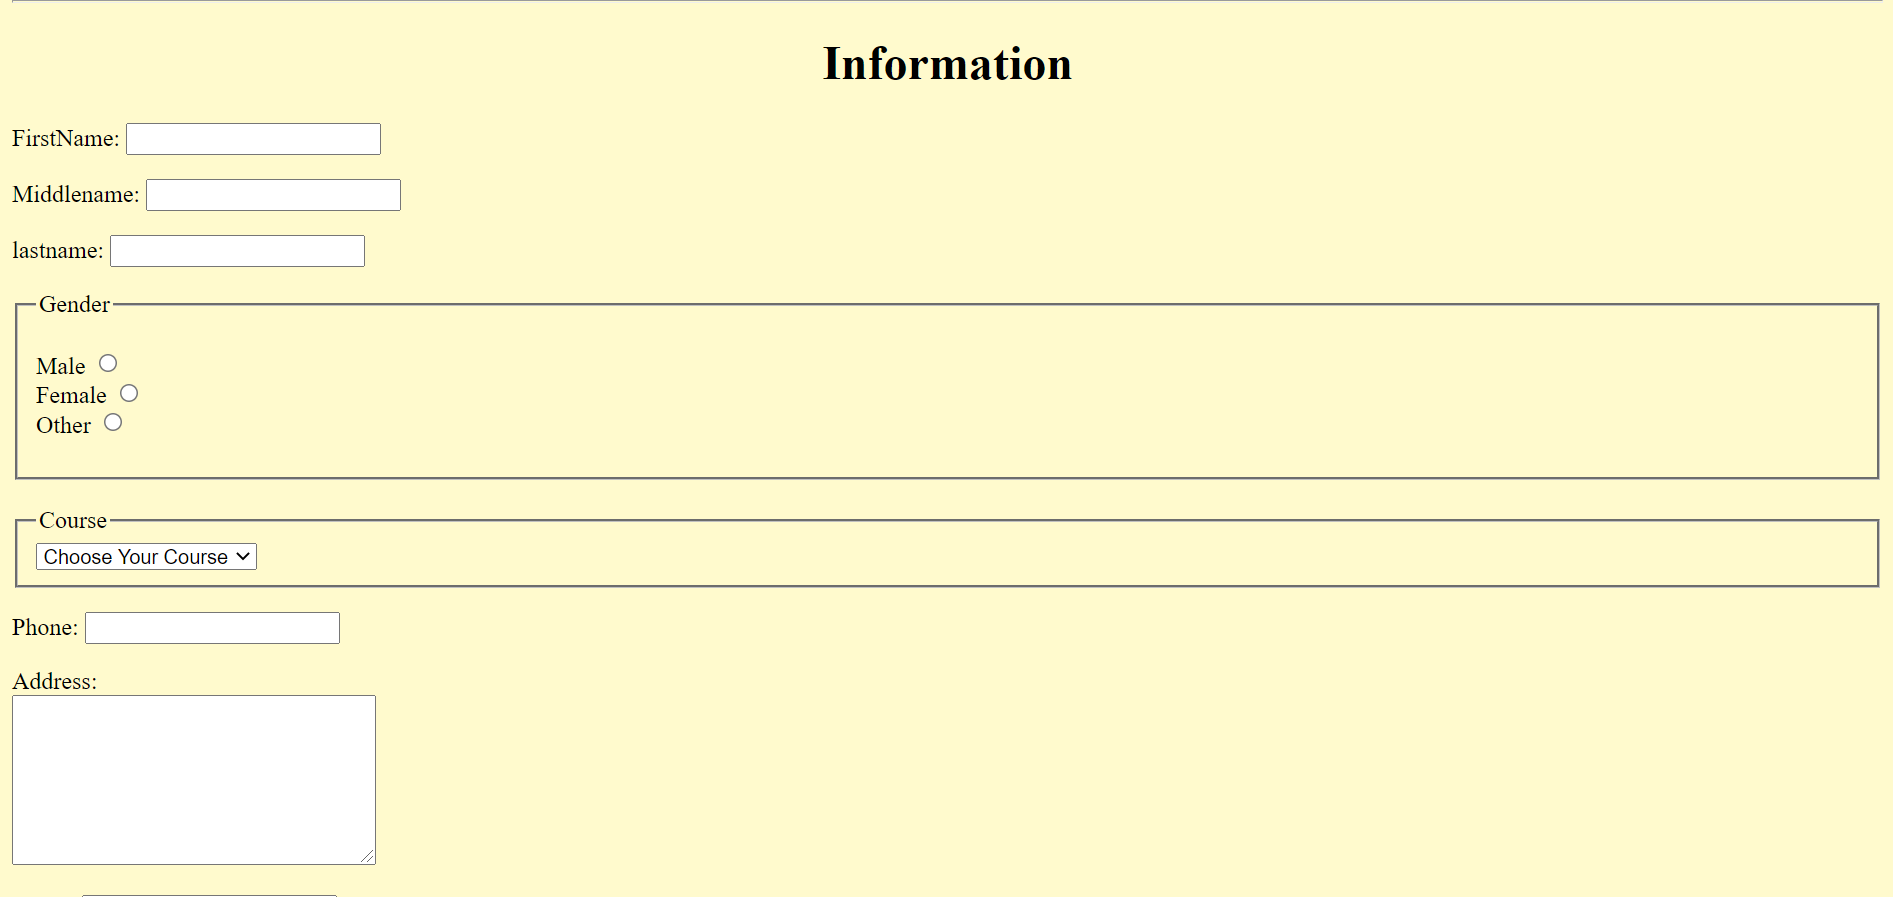 Information
FirstName:
Middlename:
lastname:
Gender
Male
Female
Other
Course
Choose Your Course
Phone:
Address: